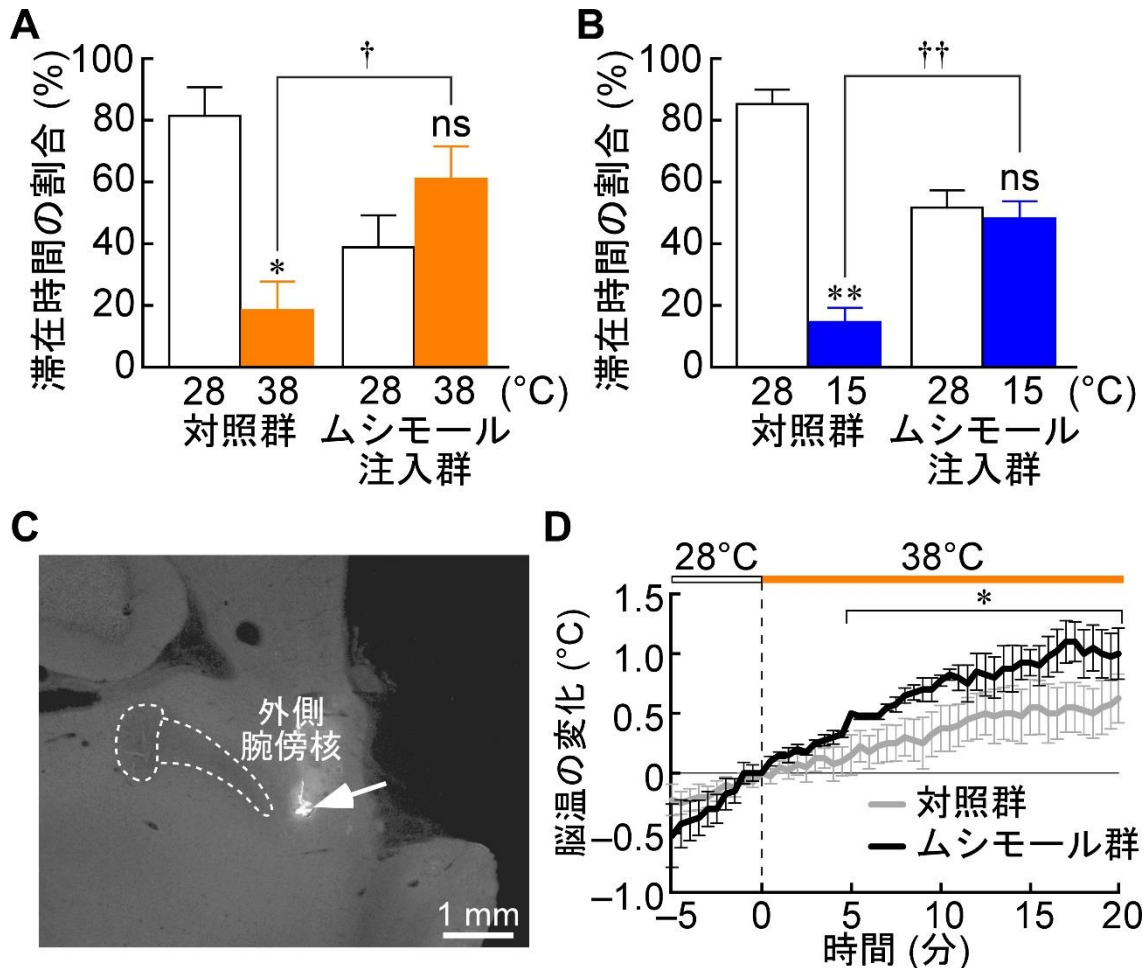 A
滞在時間の割合 (%)
100
80
60
40
20
0
†
*
ns
28 38 28 38 (°C)
対照群 ムシモール
注入群
B
滞在時間の割合 (%)
100
80
60
40
20
0
††
**
ns
28 15 28 15 (°C)
対照群 ムシモール
注入群
C
外側
腕傍核
1 mm
D
28°C 38°C
*
脳温の変化 (°C)
1.5
1.0
0.5
0
–0.5
–1.0
対照群
ムシモール群
–5 0 5 10 15 20
時間 (分)